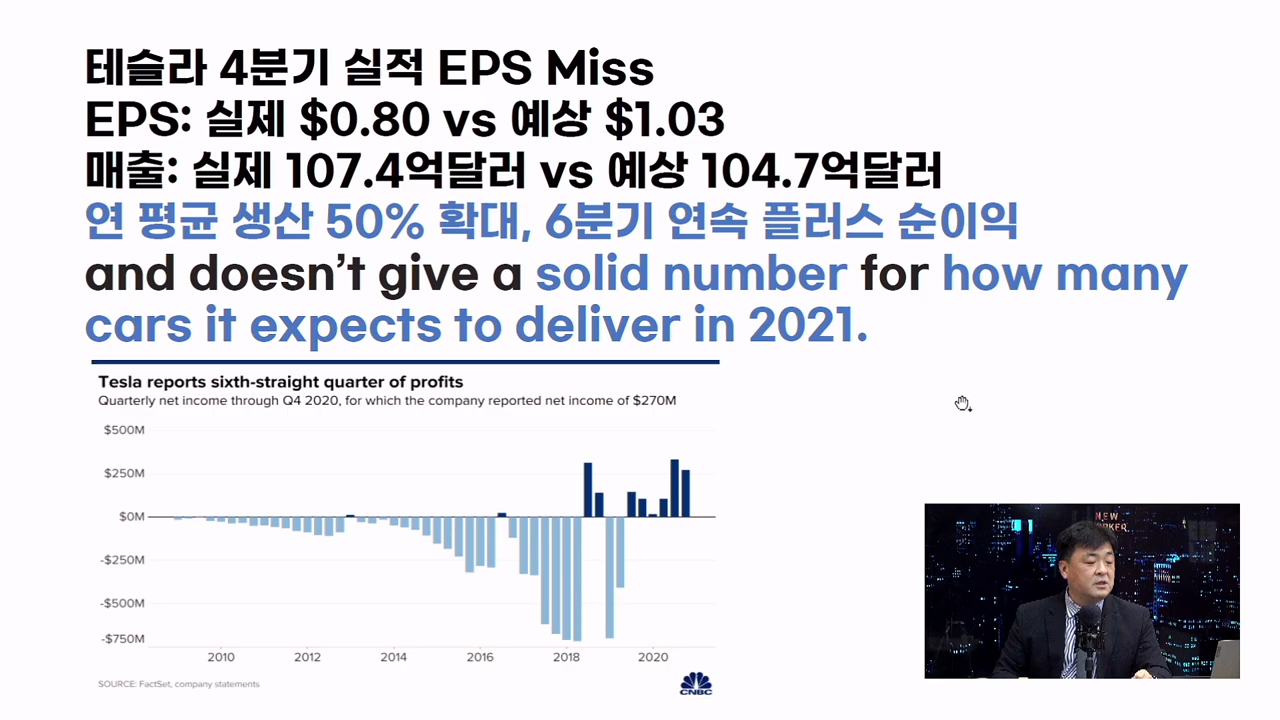 테슬라 4분기 실적 EPS Miss
EPS: 실제 $0.80 vs 예상 $1.03
매출: 실제 107.4억달러 vs 예상 104.7억달러
연 평균 생산 50% 확대, 6분기 연속 플러스 순이익
and doesn’t give a solid number for how many
cars it expects to deliver in 2021.
Tesla reports sixth-straight quarter of profits
Quarterly net income through Q4 2020, for which the company reported net income of $270M
$500M
$250M
$0M
-$250M
-$500M
-$750M
2010 2012 2014 2016 2018 2020
SOURCE: FactSet, company statements
CNBC
NEW